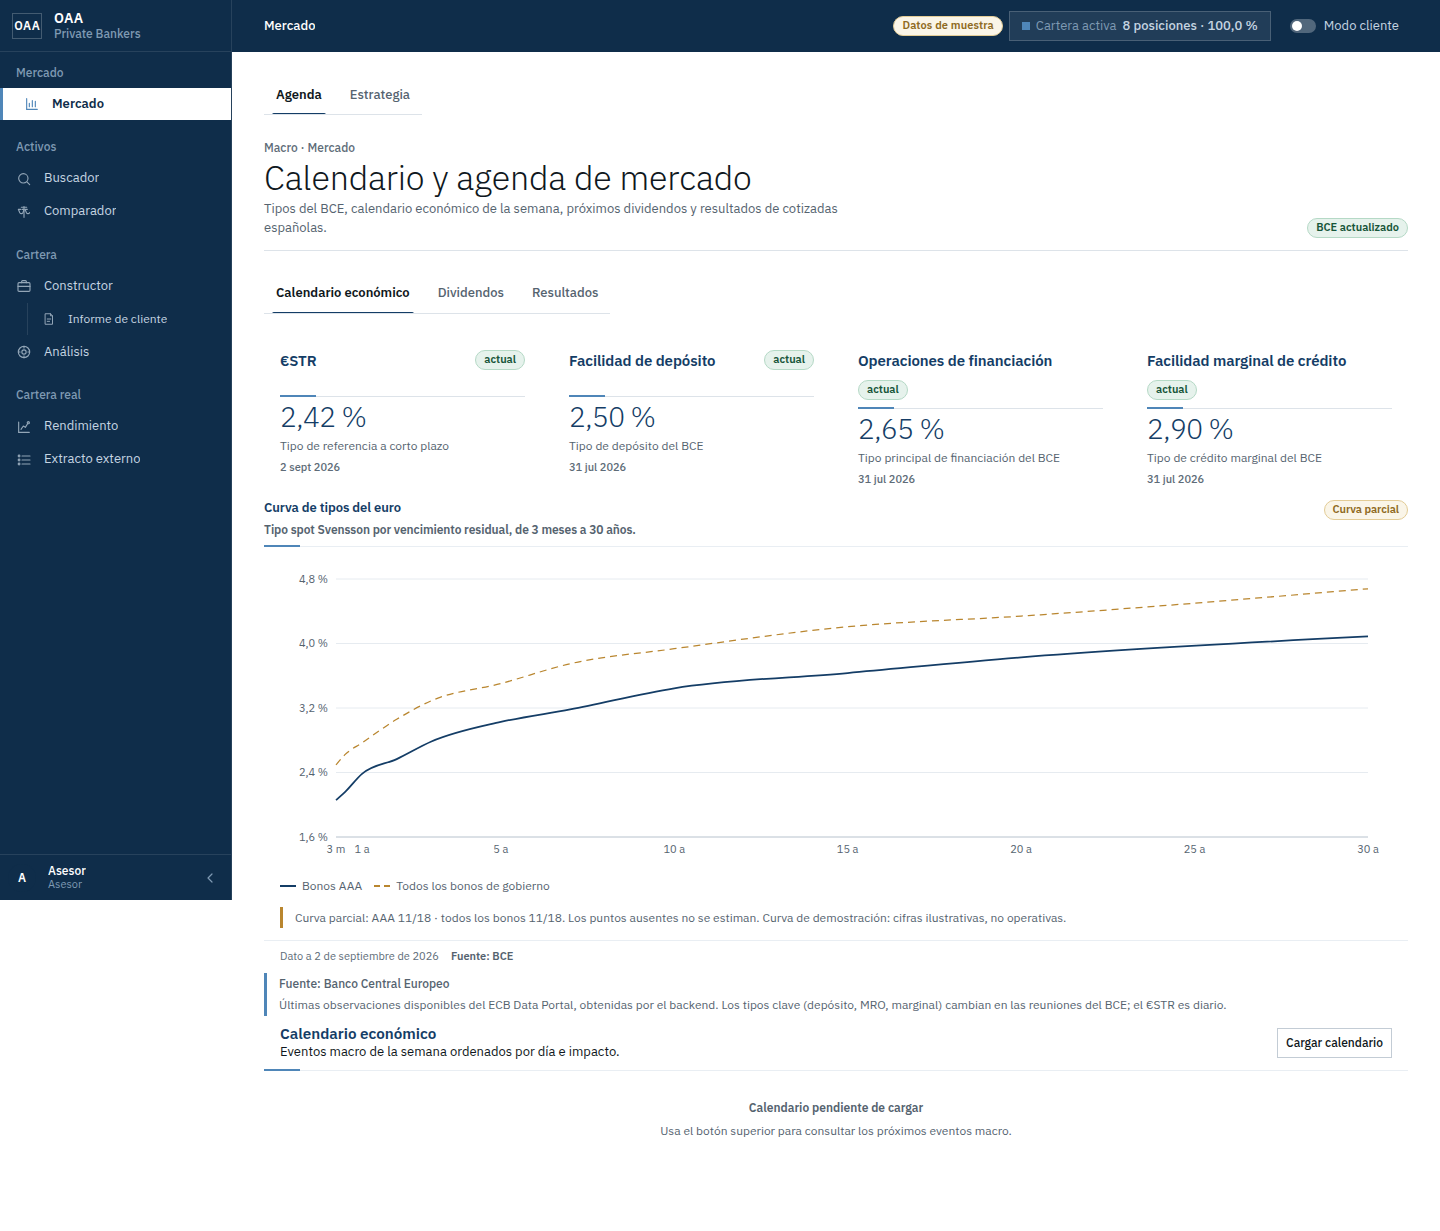 OAA
OAA
Private Bankers
Mercado
Mercado
Activos
Buscador
Comparador
Cartera
Constructor
Informe de cliente
Análisis
Cartera real
Rendimiento
Extracto externo
A
Asesor
Asesor
Mercado
Datos de muestra
Cartera activa 8 posiciones · 100,0 %
Modo cliente
Agenda Estrategia
Macro · Mercado
Calendario y agenda de mercado
Tipos del BCE, calendario económico de la semana, próximos dividendos y resultados de cotizadas
españolas.
BCE actualizado
Calendario económico Dividendos Resultados
€STR
actual
2,42 %
Tipo de referencia a corto plazo
2 sept 2026
Facilidad de depósito
actual
2,50 %
Tipo de depósito del BCE
31 jul 2026
Operaciones de financiación
actual
2,65 %
Tipo principal de financiación del BCE
31 jul 2026
Facilidad marginal de crédito
actual
2,90 %
Tipo de crédito marginal del BCE
31 jul 2026
Curva de tipos del euro
Curva parcial
Tipo spot Svensson por vencimiento residual, de 3 meses a 30 años.
4,8 %
4,0 %
3,2 %
2,4 %
1,6 %
3 m 1 a 5 a 10 a 15 a 20 a 25 a 30 a
Bonos AAA Todos los bonos de gobierno
Curva parcial: AAA 11/18 · todos los bonos 11/18. Los puntos ausentes no se estiman. Curva de demostración: cifras ilustrativas, no operativas.
Dato a 2 de septiembre de 2026 Fuente: BCE
Fuente: Banco Central Europeo
Últimas observaciones disponibles del ECB Data Portal, obtenidas por el backend. Los tipos clave (depósito, MRO, marginal) cambian en las reuniones del BCE; el €STR es diario.
Calendario económico
Eventos macro de la semana ordenados por día e impacto.
Cargar calendario
Calendario pendiente de cargar
Usa el botón superior para consultar los próximos eventos macro.